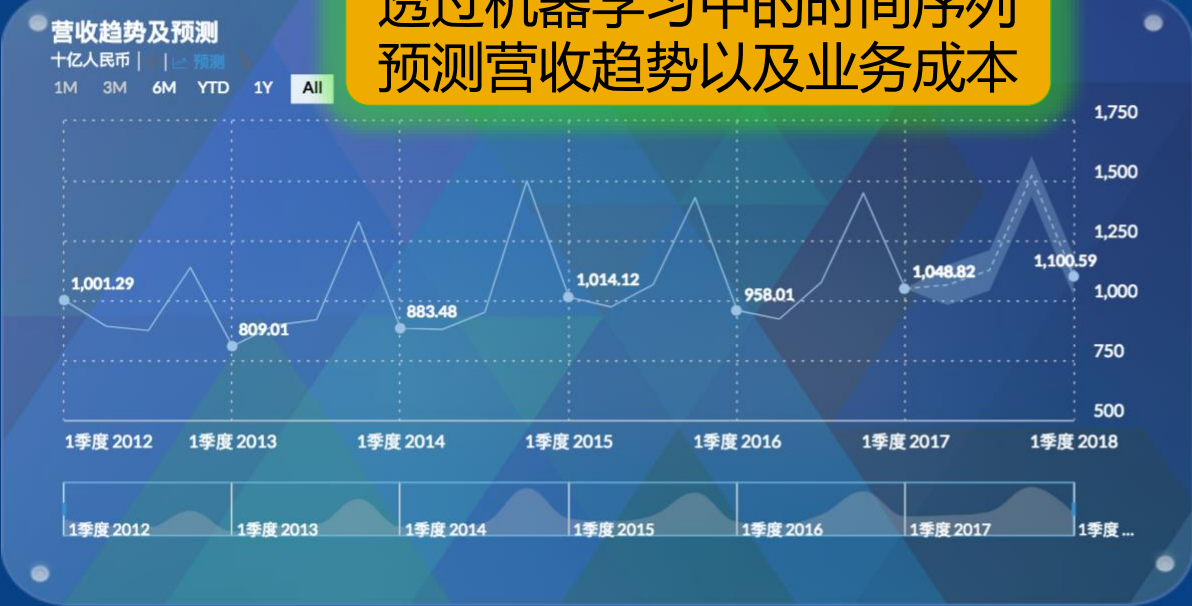 透过机器学习中的时间序列
预测营收趋势以及业务成本
营收趋势及预测
十亿人民币 | | 预测
1M 3M 6M YTD 1Y All
1,750
1,500
1,250
1,000
750
500
1,001.29
809.01
883.48
1,014.12
958.01
1,048.82
1,100.59
1季度 2012 1季度 2013 1季度 2014 1季度 2015 1季度 2016 1季度 2017 1季度 2018
1季度 2012 1季度 2013 1季度 2014 1季度 2015 1季度 2016 1季度 2017 1季度 ...